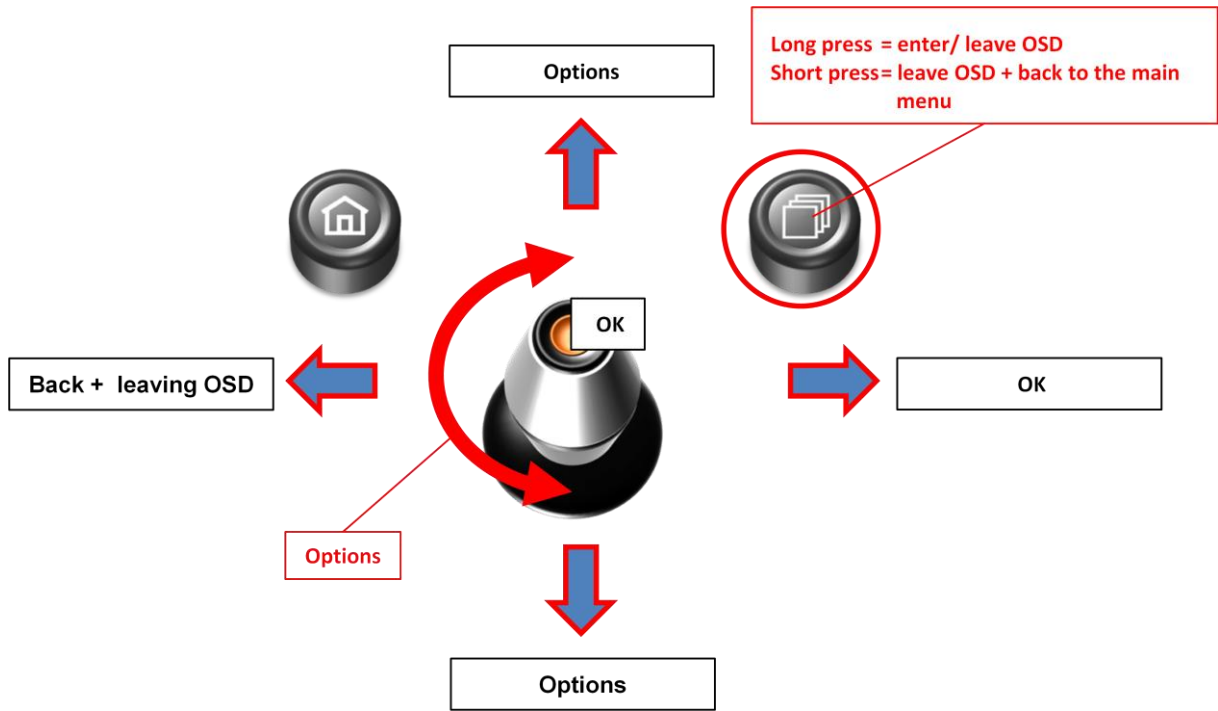 Long press = enter/ leave OSD
Short press= leave OSD + back to the main
menu
Options
OK
Back + leaving OSD
OK
Options
Options